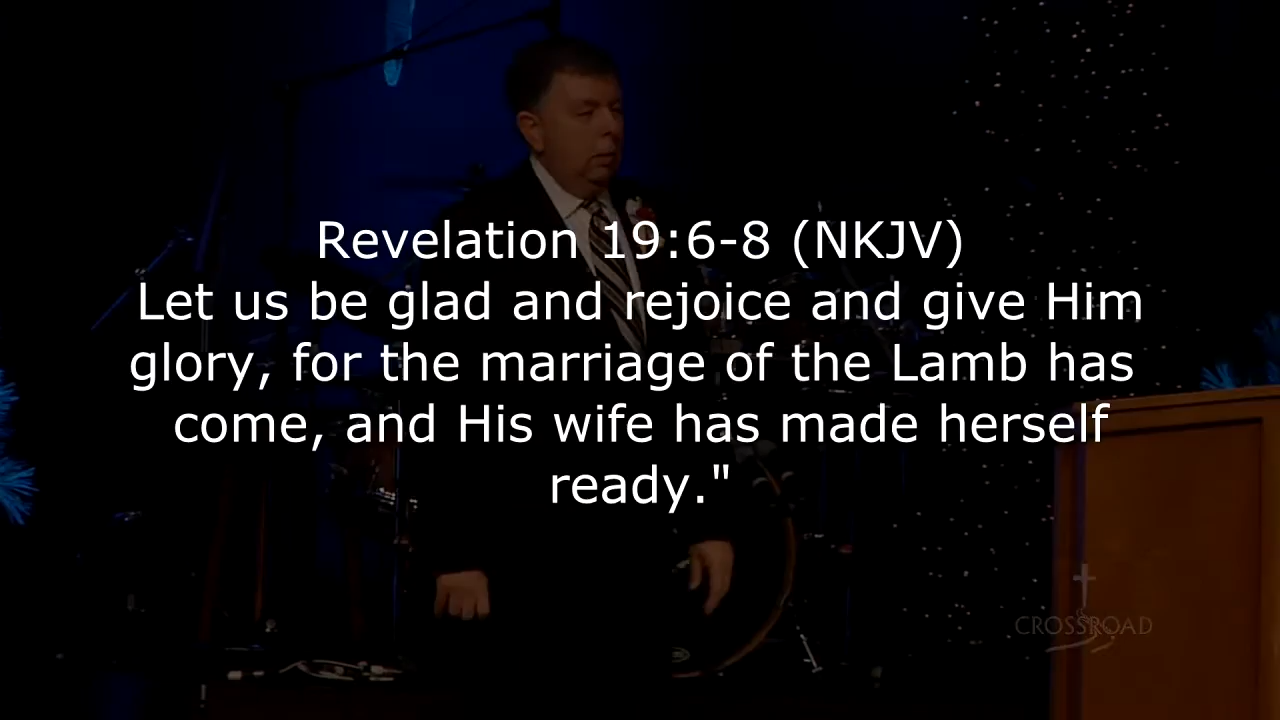 Revelation 19:6-8 (NKJV)
Let us be glad and rejoice and give Him
glory, for the marriage of the Lamb has
come, and His wife has made herself
ready."
CROSSROAD